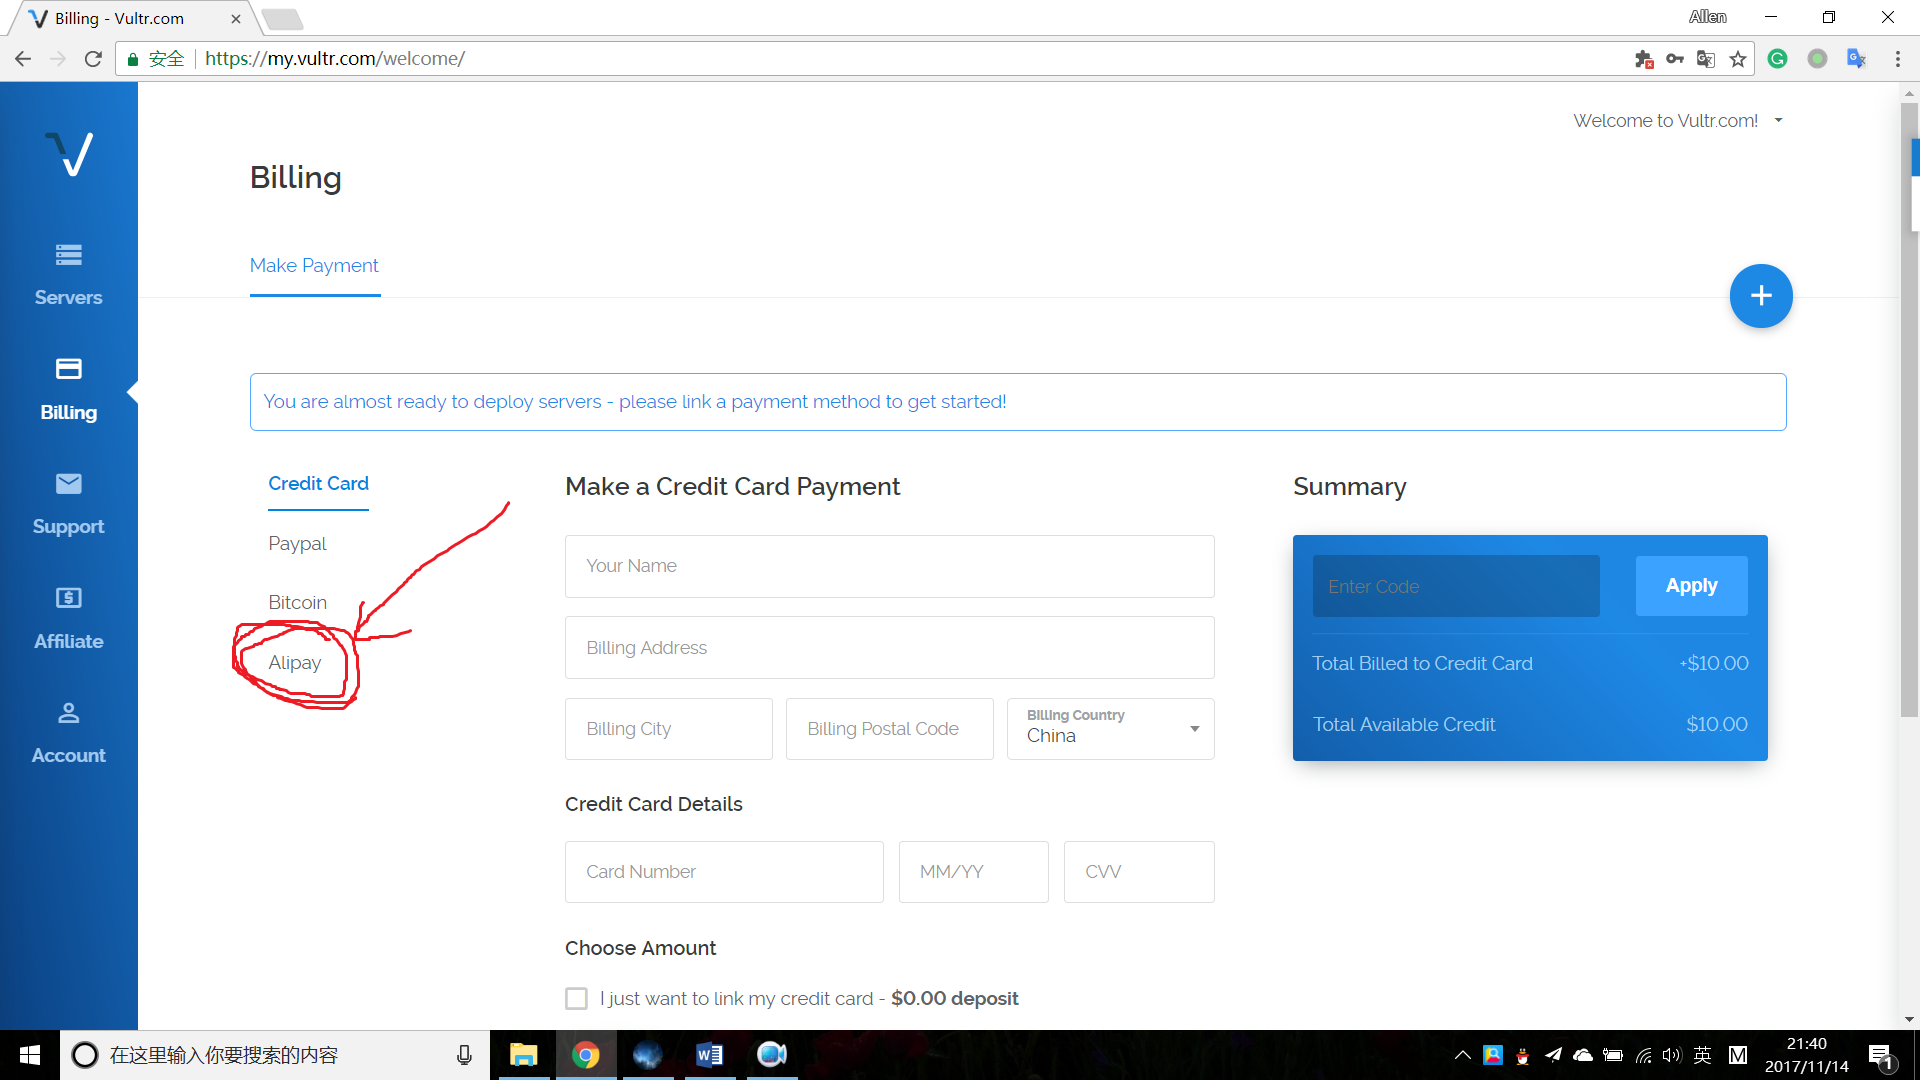 Billing - Vultr.com
Allen
安全
https://my.vultr.com/welcome/
Welcome to Vultr.com!
Billing
Servers
Make Payment
Billing
You are almost ready to deploy servers - please link a payment method to get started!
Support
Affiliate
Account
Credit Card
Paypal
Bitcoin
Alipay
Make a Credit Card Payment
Your Name
Billing Address
Billing City
Billing Postal Code
Billing Country
China
Credit Card Details
Card Number
MM/YY
CVV
Choose Amount
I just want to link my credit card - $0.00 deposit
Summary
Enter Code
Apply
Total Billed to Credit Card
+$10.00
Total Available Credit
$10.00
在这里输入你要搜索的内容
英
M
21:40
2017/11/14
1